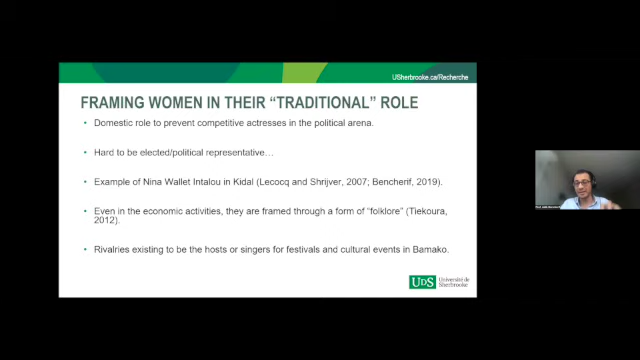 USherbrooke.ca/Recherche
FRAMING WOMEN IN THEIR “TRADITIONAL” ROLE
• Domestic role to prevent competitive actresses in the political arena.
• Hard to be elected/political representative…
• Example of Nina Wallet Intalou in Kidal (Lecocq and Shrijver, 2007; Bencherif, 2019).
• Even in the economic activities, they are framed through a form of “folklore” (Tiekoura,
2012).
• Rivalries existing to be the hosts or singers for festivals and cultural events in Bamako.
UDS Université de
Sherbrooke